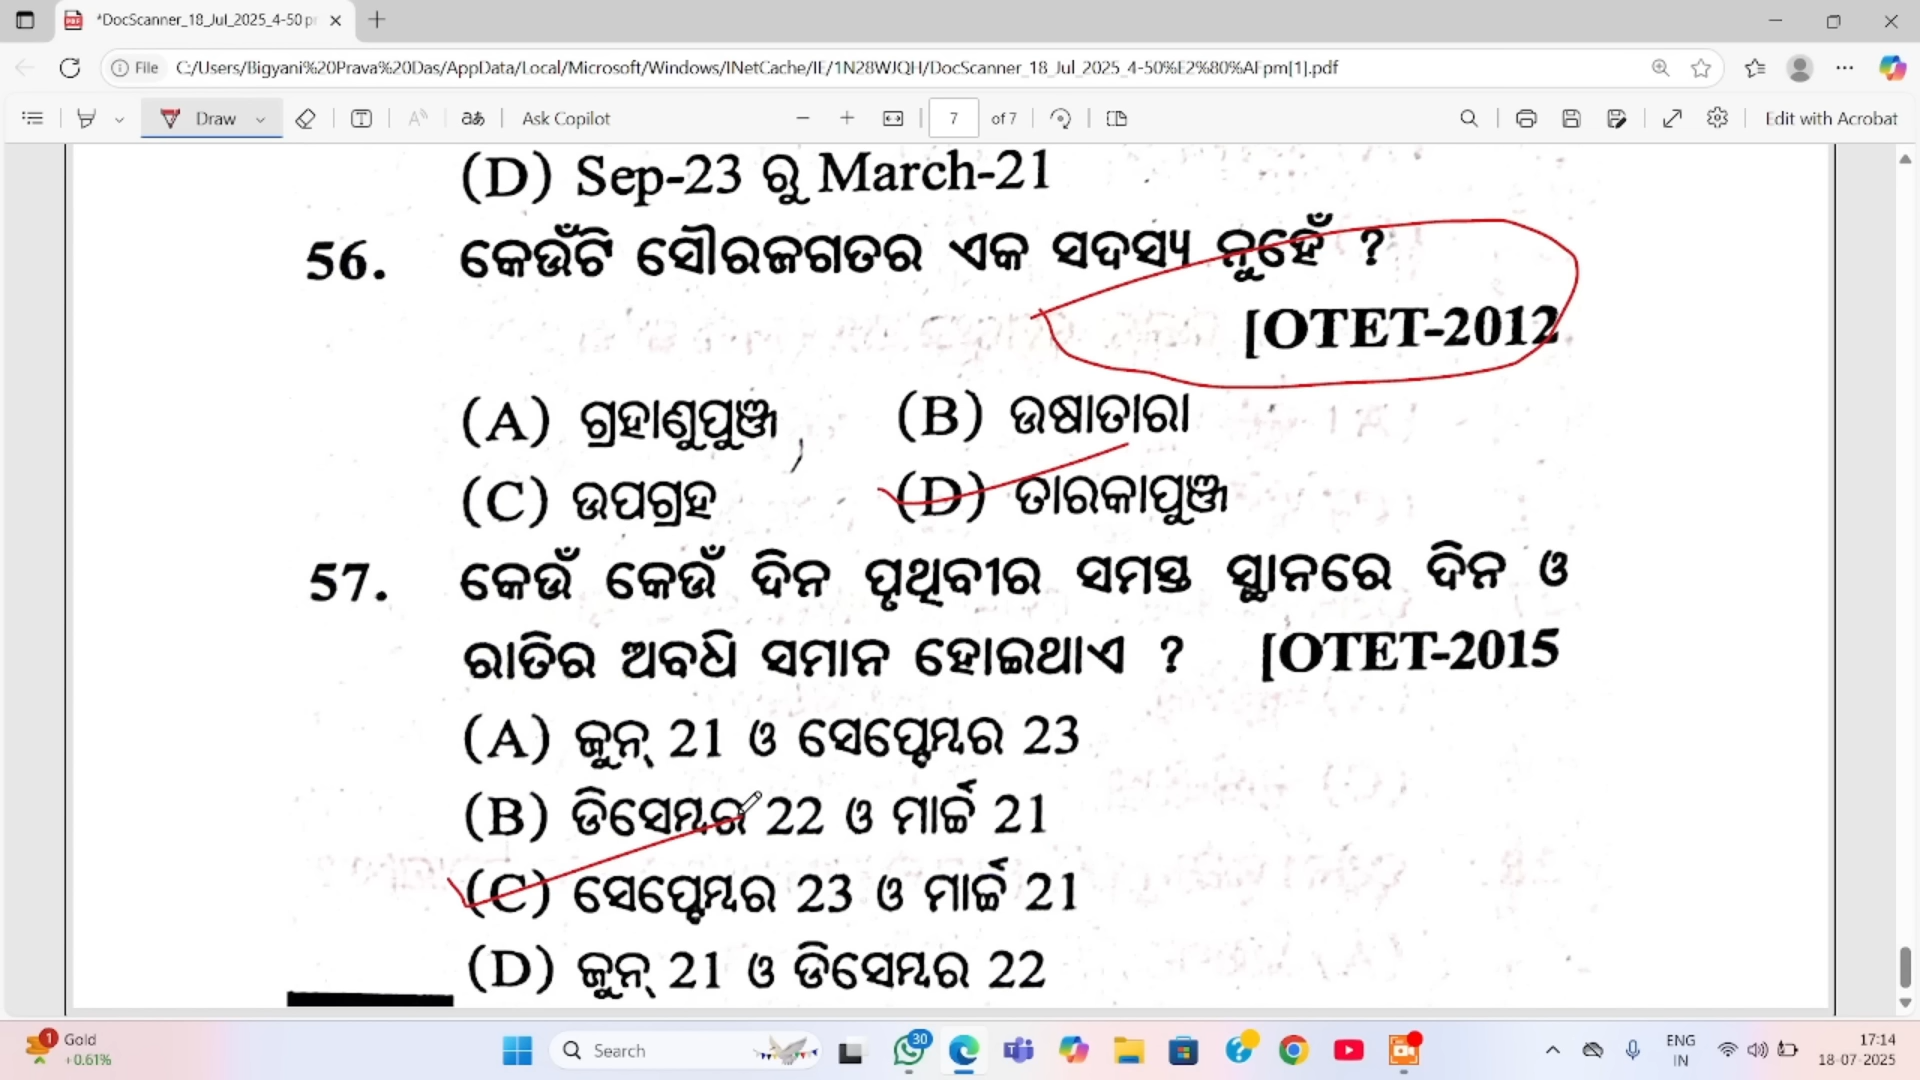 *DocScanner_18_Jul_2025_4-50 p
File C:/Users/Bigyani%20Prava%20Das/AppData/Local/Microsoft/Windows/INetCache/IE/1N28WJQH/DocScanner_18_Jul_2025_4-50%E2%80%AFpm[1].pdf
Draw aあ Ask Copilot 7 of 7 Edit with Acrobat
(D) Sep-23 ରୁ March-21
56. କେଉଁଟି ସୌରଜଗତର ଏକ ସଦସ୍ୟ ନୁହେଁ ?
[OTET-2012
(A) ଗ୍ରହାଣୁପୁଞ୍ଜ (B) ଉଷାତାରା
(C) ଉପଗ୍ରହ (D) ତାରକାପୁଞ୍ଜ
57. କେଉଁ କେଉଁ ଦିନ ପୃଥିବୀର ସମସ୍ତ ସ୍ଥାନରେ ଦିନ ଓ
ରାତିର ଅବଧି ସମାନ ହୋଇଥାଏ ? [OTET-2015
(A) ଜୁନ୍ 21 ଓ ସେପ୍ଟେମ୍ବର 23
(B) ଡିସେମ୍ବର 22 ଓ ମାର୍ଚ୍ଚ 21
(C) ସେପ୍ଟେମ୍ବର 23 ଓ ମାର୍ଚ୍ଚ 21
(D) ଜୁନ୍ 21 ଓ ଡିସେମ୍ବର 22
1 Gold
+0.61%
Search
30
ENG
IN
17:14
18-07-2025